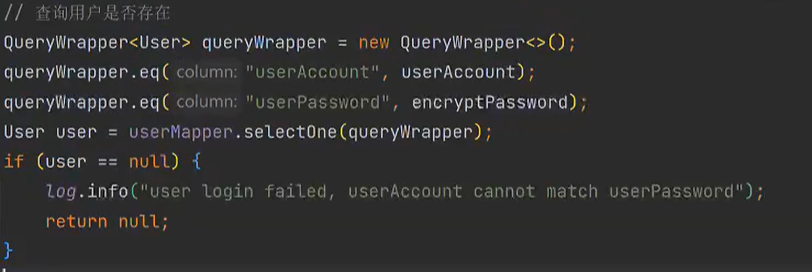 // 查询用户是否存在
QueryWrapper<User> queryWrapper = new QueryWrapper<>();
queryWrapper.eq( column: "userAccount", userAccount);
queryWrapper.eq( column: "userPassword", encryptPassword);
User user = userMapper.selectOne(queryWrapper);
if (user == null) {
    log.info("user login failed, userAccount cannot match userPassword");
    return null;
}